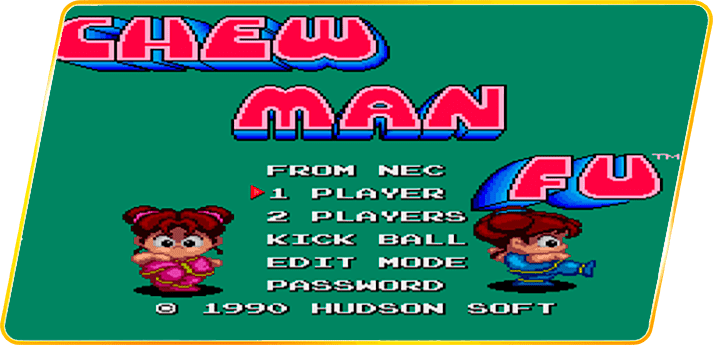 CHEW
MAN
FU™
FROM NEC
1 PLAYER
2 PLAYERS
KICK BALL
EDIT MODE
PASSWORD
© 1990 HUDSON SOFT